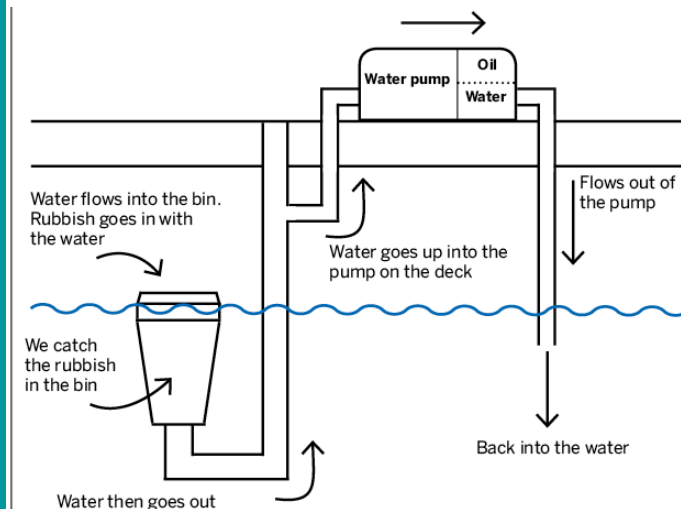 Water pump
Oil
Water
Water flows into the bin.
Rubbish goes in with
the water
Flows out of
the pump
Water goes up into the
pump on the deck
We catch
the rubbish
in the bin
Back into the water
Water then goes out